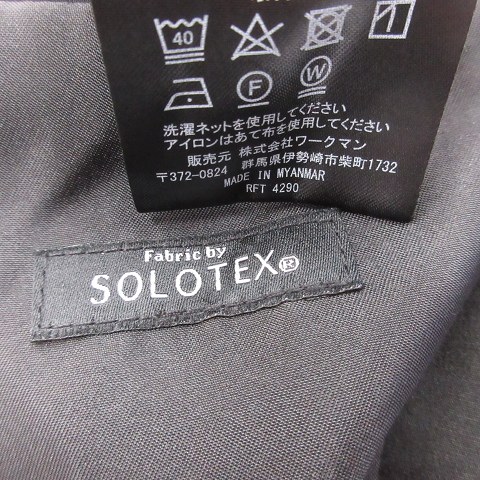 40
F
W
洗濯ネットを使用してください
アイロンはあて布を使用してください
販売元 株式会社ワークマン
〒372-0824 群馬県伊勢崎市柴町1732
MADE IN MYANMAR
RFT 4290
Fabric by
SOLOTEX®